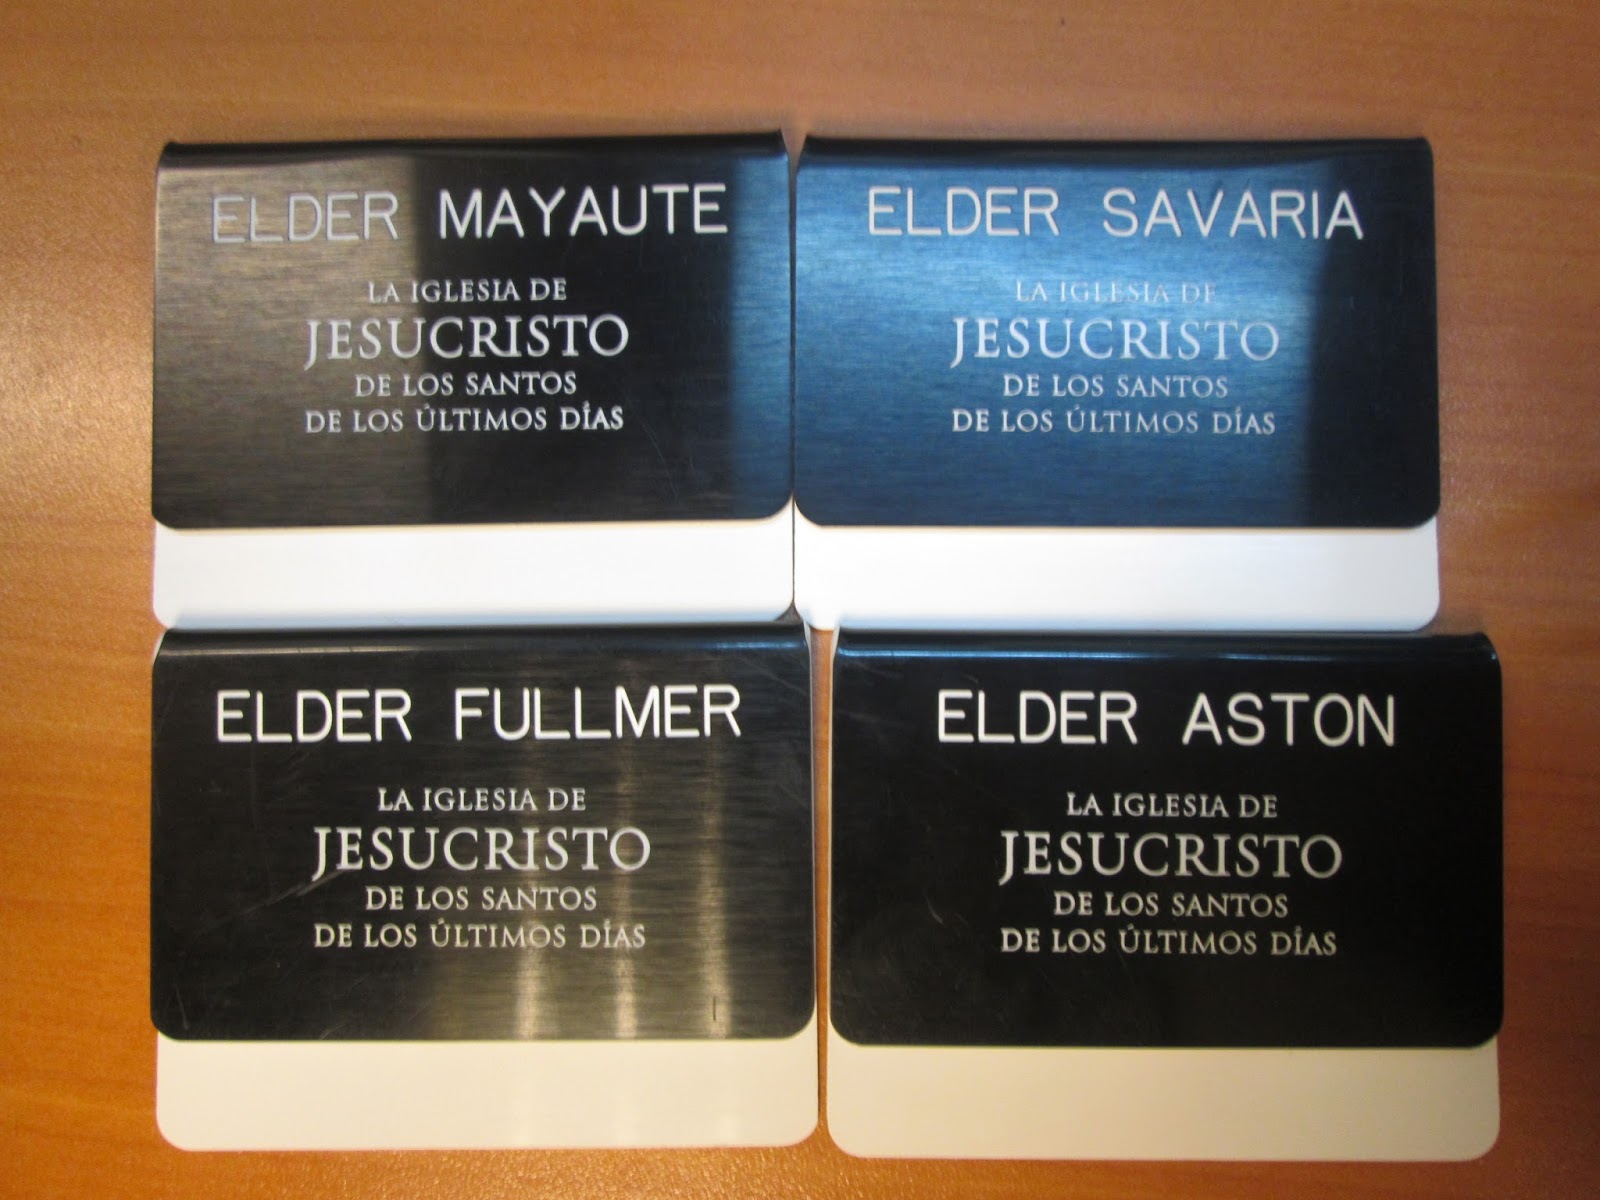 ELDER MAYAUTE
LA IGLESIA DE
JESUCRISTO
DE LOS SANTOS
DE LOS ÚLTIMOS DÍAS
ELDER SAVARIA
LA IGLESIA DE
JESUCRISTO
DE LOS SANTOS
DE LOS ÚLTIMOS DÍAS
ELDER FULLMER
LA IGLESIA DE
JESUCRISTO
DE LOS SANTOS
DE LOS ÚLTIMOS DÍAS
ELDER ASTON
LA IGLESIA DE
JESUCRISTO
DE LOS SANTOS
DE LOS ÚLTIMOS DÍAS